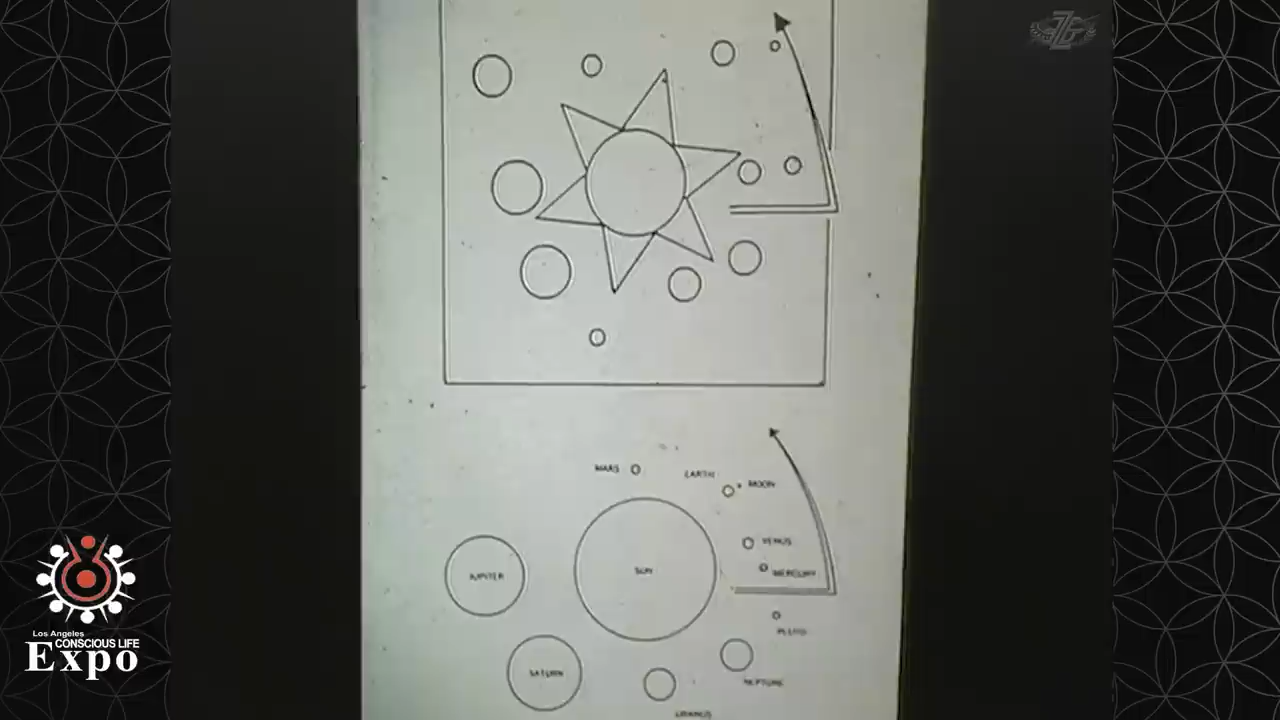 MARS
EARTH
MOON
VENUS
JUPITER
SUN
MERCURY
PLUTO
SATURN
NEPTUNE
URANUS
Los Angeles
CONSCIOUS LIFE
Expo